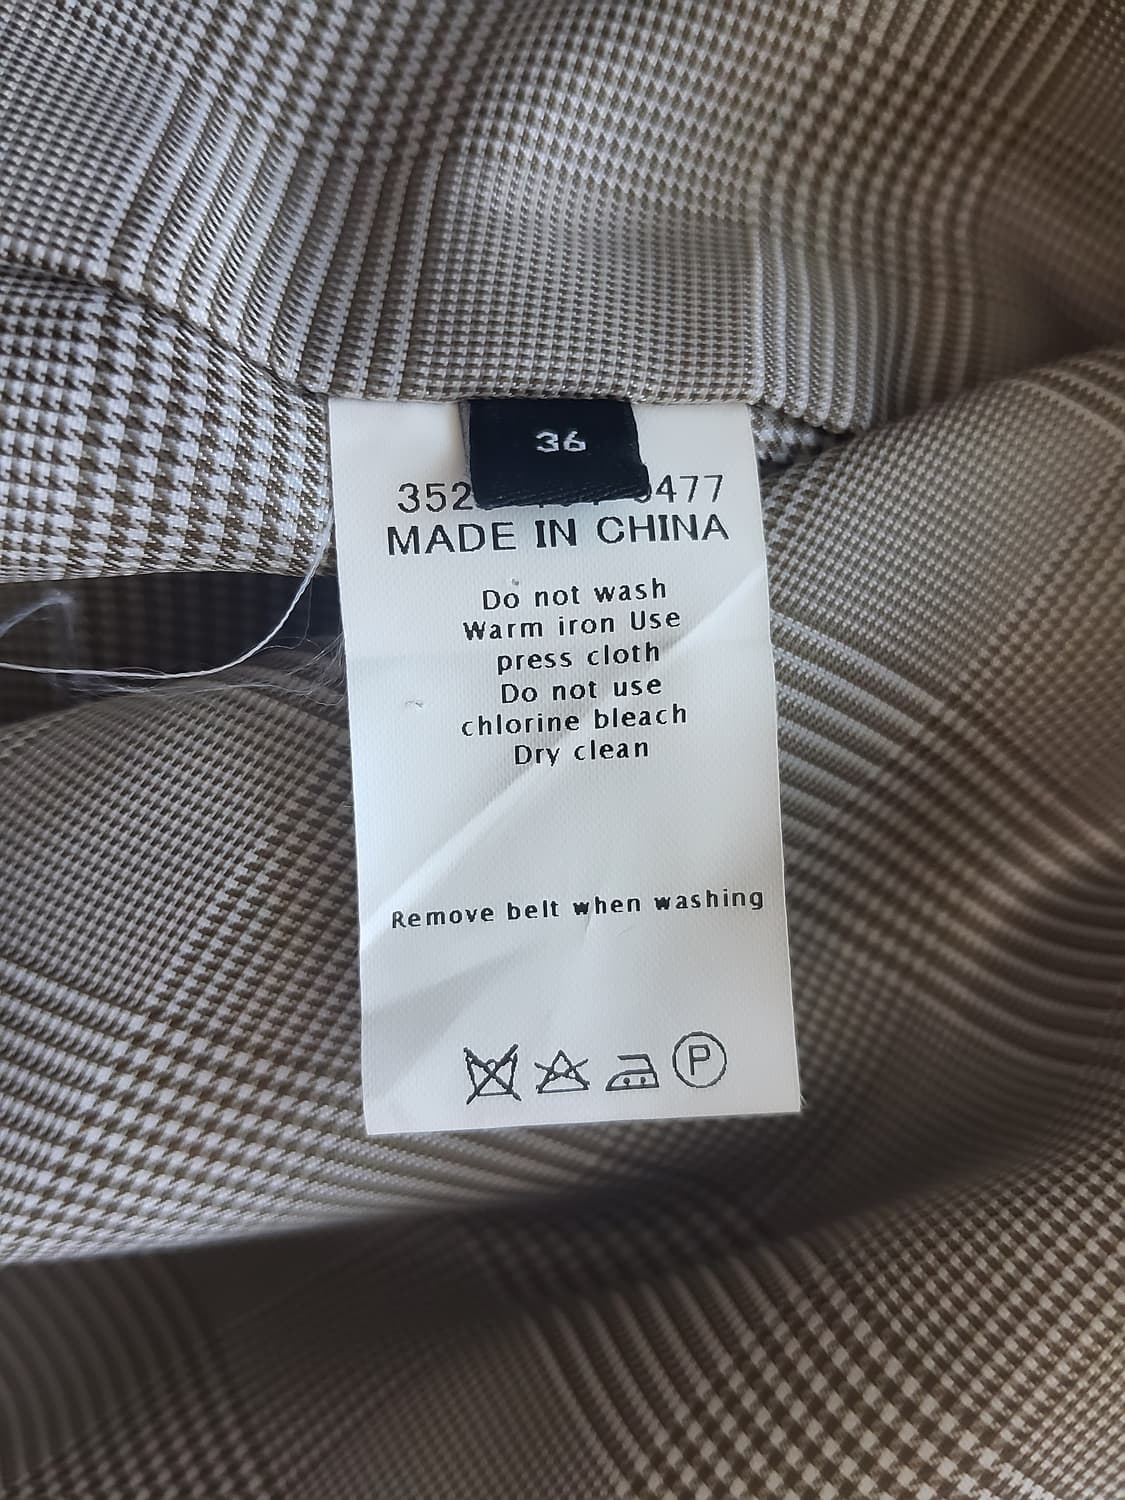 36
352 477
MADE IN CHINA
Do not wash
Warm iron Use
press cloth
Do not use
chlorine bleach
Dry clean
Remove belt when washing
P